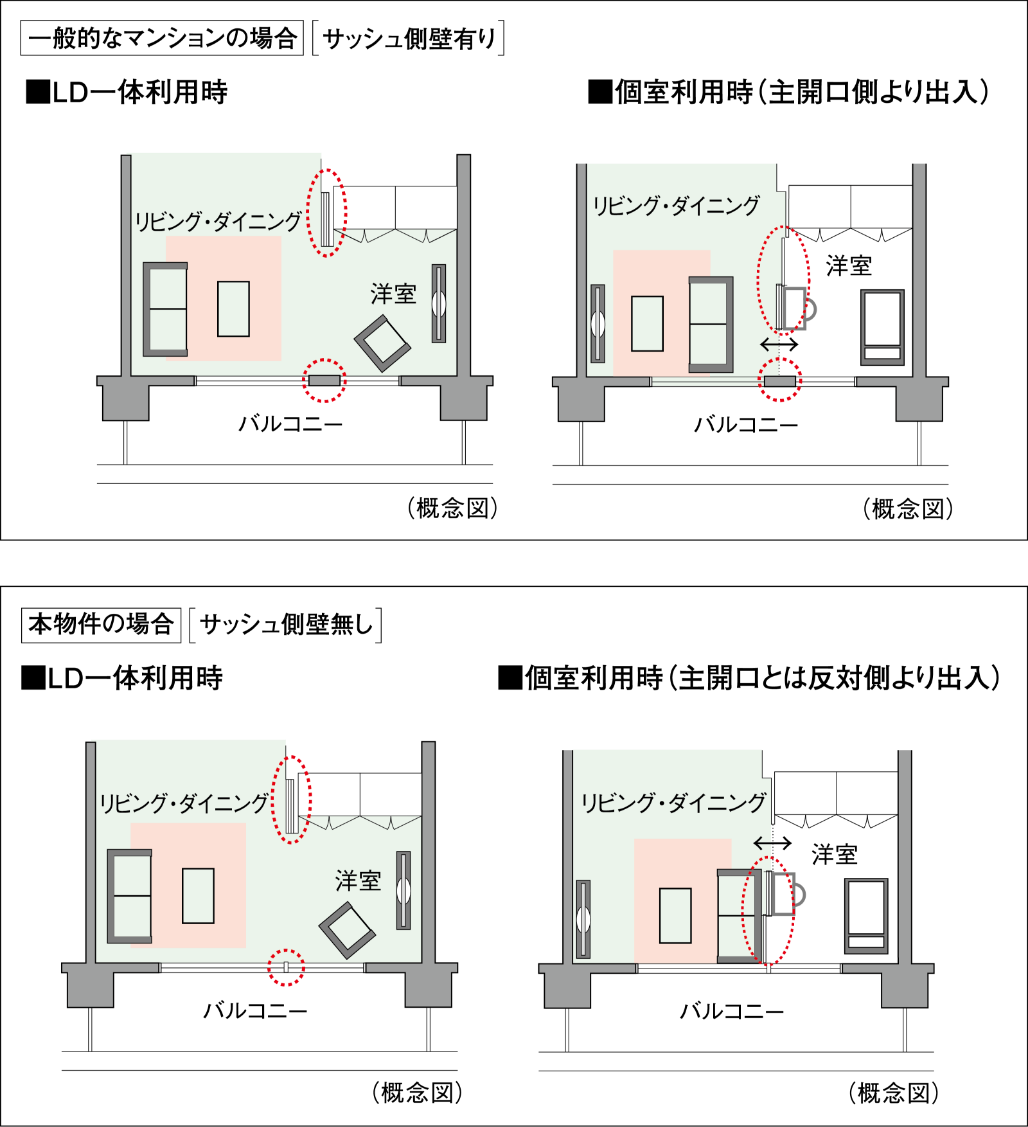 一般的なマンションの場合 [サッシュ側壁有り]
■LD一体利用時
■個室利用時(主開口側より出入)
リビング・ダイニング
洋室
バルコニー
(概念図)
リビング・ダイニング
洋室
バルコニー
(概念図)
本物件の場合 [サッシュ側壁無し]
■LD一体利用時
■個室利用時(主開口とは反対側より出入)
リビング・ダイニング
洋室
バルコニー
(概念図)
リビング・ダイニング
洋室
バルコニー
(概念図)